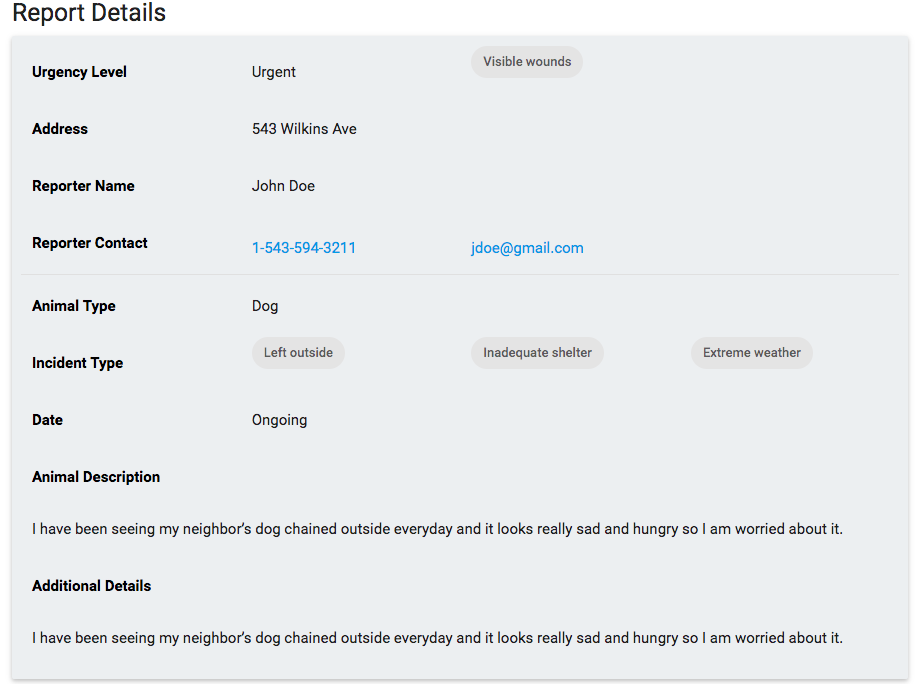 Report Details
Urgency Level Urgent Visible wounds
Address 543 Wilkins Ave
Reporter Name John Doe
Reporter Contact 1-543-594-3211 jdoe@gmail.com
Animal Type Dog
Incident Type Left outside Inadequate shelter Extreme weather
Date Ongoing
Animal Description
I have been seeing my neighbor’s dog chained outside everyday and it looks really sad and hungry so I am worried about it.
Additional Details
I have been seeing my neighbor’s dog chained outside everyday and it looks really sad and hungry so I am worried about it.